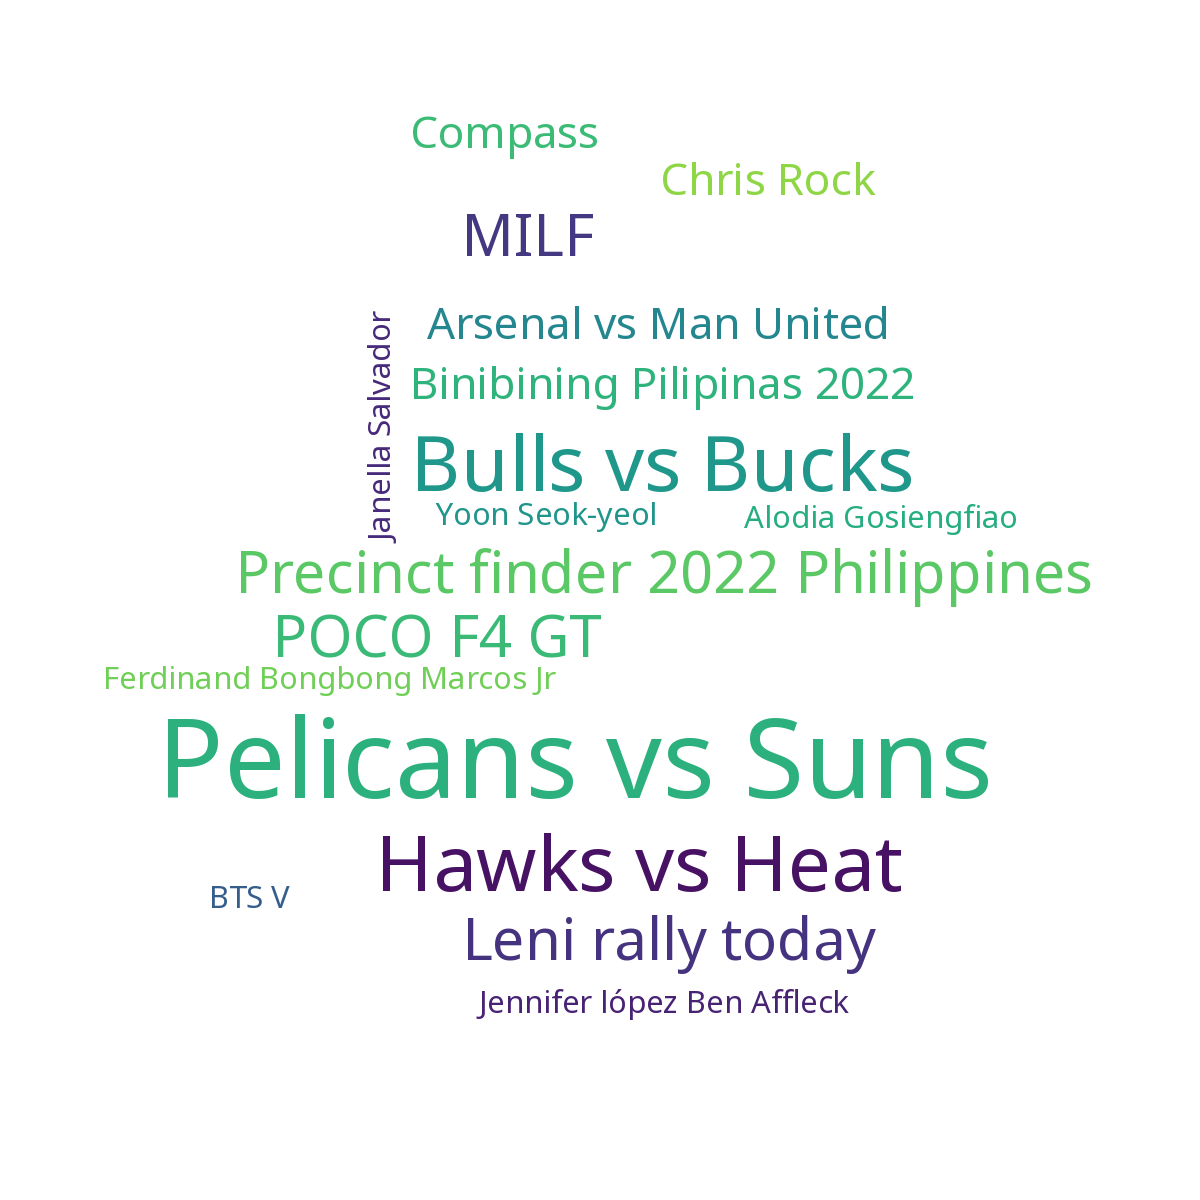 Compass
Chris Rock
MILF
Arsenal vs Man United
Janella Salvador
Binibining Pilipinas 2022
Bulls vs Bucks
Yoon Seok-yeol
Alodia Gosiengfiao
Precinct finder 2022 Philippines
POCO F4 GT
Ferdinand Bongbong Marcos Jr
Pelicans vs Suns
Hawks vs Heat
BTS V
Leni rally today
Jennifer lópez Ben Affleck